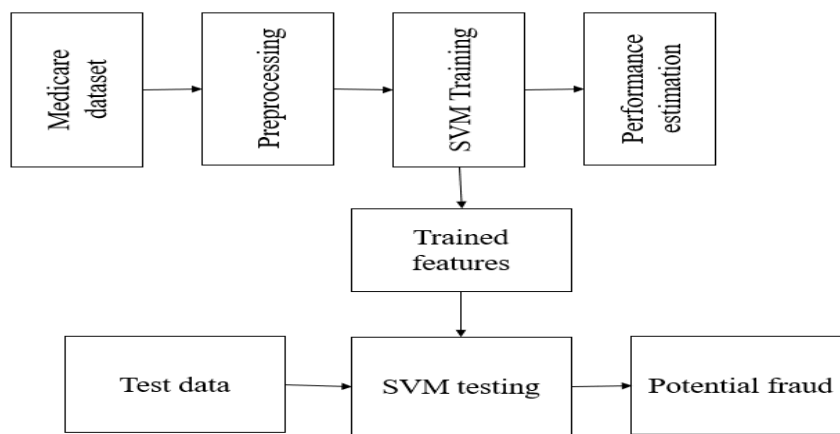 Medicare
dataset
Preprocessing
SVM Training
Performance
estimation
Trained
features
Test data
SVM testing
Potential fraud